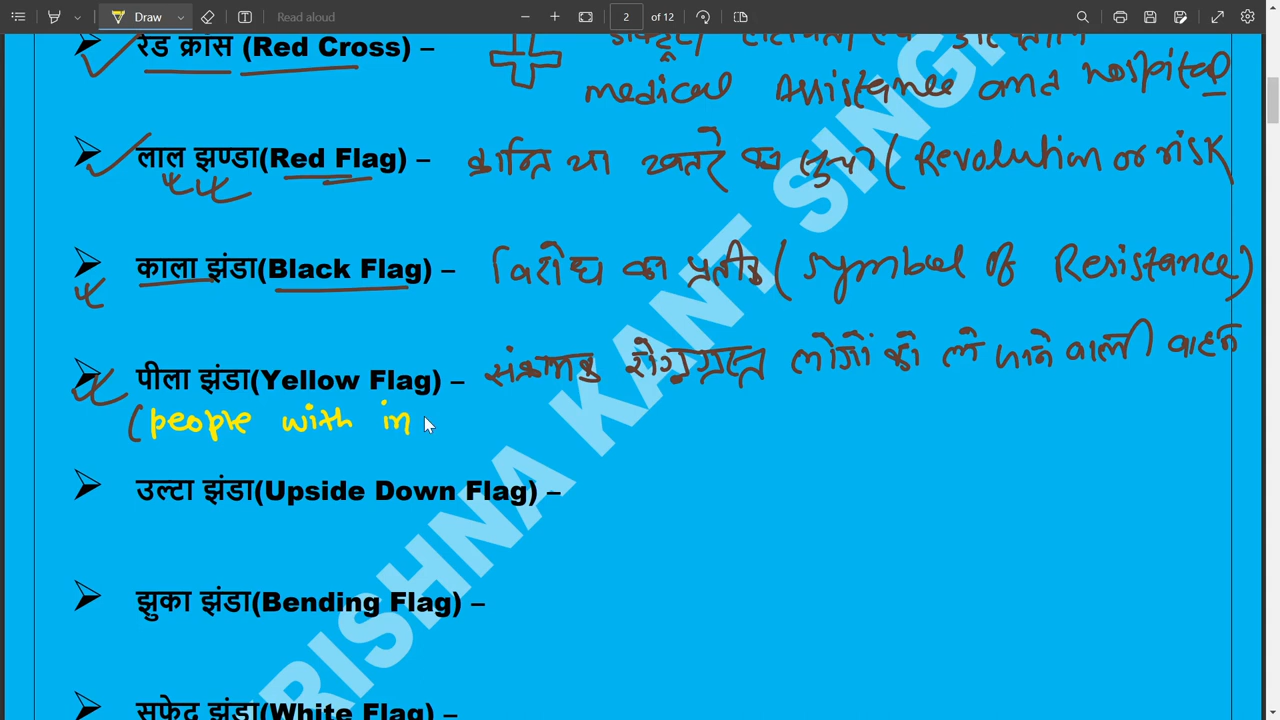 Draw
Read aloud
2 of 12
रेड क्रॉस (Red Cross) –
medical Assistance and hospital
लाल झण्डा(Red Flag) – क्रान्ति या खतरे का सूचक (Revolution or risk
काला झंडा(Black Flag) – विरोध का प्रतीक (symbol of Resistance)
पीला झंडा(Yellow Flag) – संक्रामक रोग ग्रस्त लोगों को ले जाने वाली वाहन
(people with in
उल्टा झंडा(Upside Down Flag) –
झुका झंडा(Bending Flag) –
सफेद झंडा(White Flag) –
KRISHNA KANT SINGH